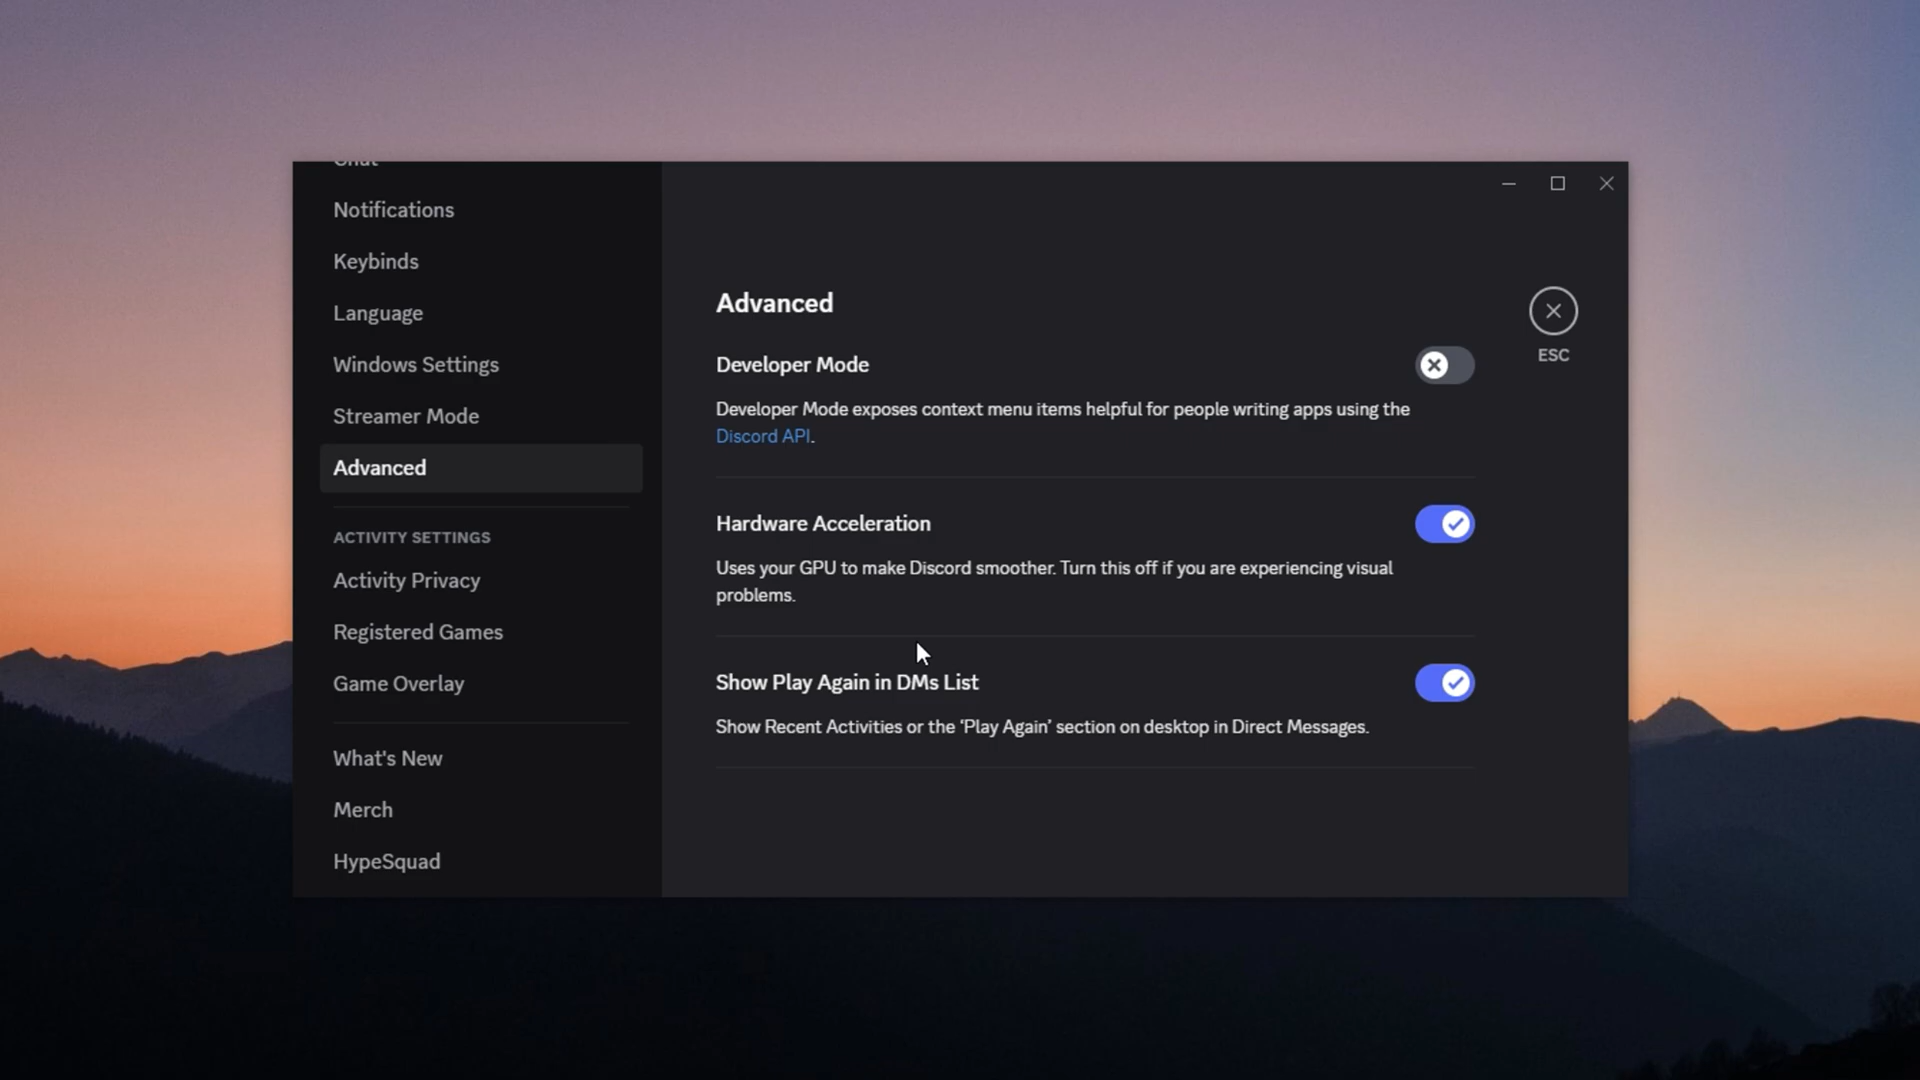 Chat
Notifications
Keybinds
Language
Windows Settings
Streamer Mode
Advanced
ACTIVITY SETTINGS
Activity Privacy
Registered Games
Game Overlay
What's New
Merch
HypeSquad
Advanced
ESC
Developer Mode
Developer Mode exposes context menu items helpful for people writing apps using the
Discord API.
Hardware Acceleration
Uses your GPU to make Discord smoother. Turn this off if you are experiencing visual
problems.
Show Play Again in DMs List
Show Recent Activities or the ‘Play Again’ section on desktop in Direct Messages.